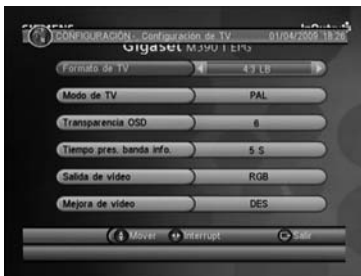 SIEMENS
CONFIGURACIÓN - Configuración de TV 01/04/2009 18:26
Gigaset M390 T EPG
Formato de TV 4:3 LB
Modo de TV PAL
Transparencia OSD 6
Tiempo pres. banda info. 5 S
Salida de vídeo RGB
Mejora de vídeo DES
Mover Interrupt. Salir